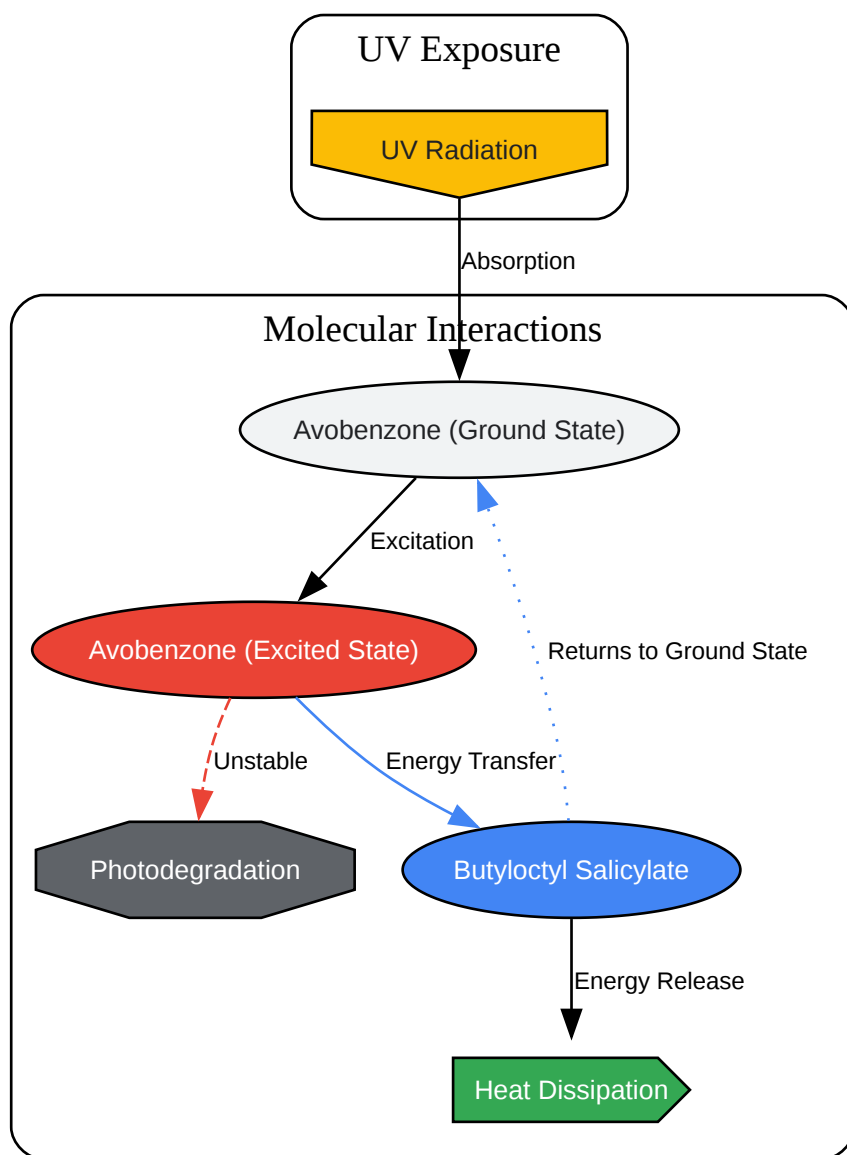 UV Exposure
UV Radiation
Absorption
Molecular Interactions
Avobenzone (Ground State)
Excitation
Avobenzone (Excited State)
Returns to Ground State
Unstable
Energy Transfer
Photodegradation
Butyloctyl Salicylate
Energy Release
Heat Dissipation